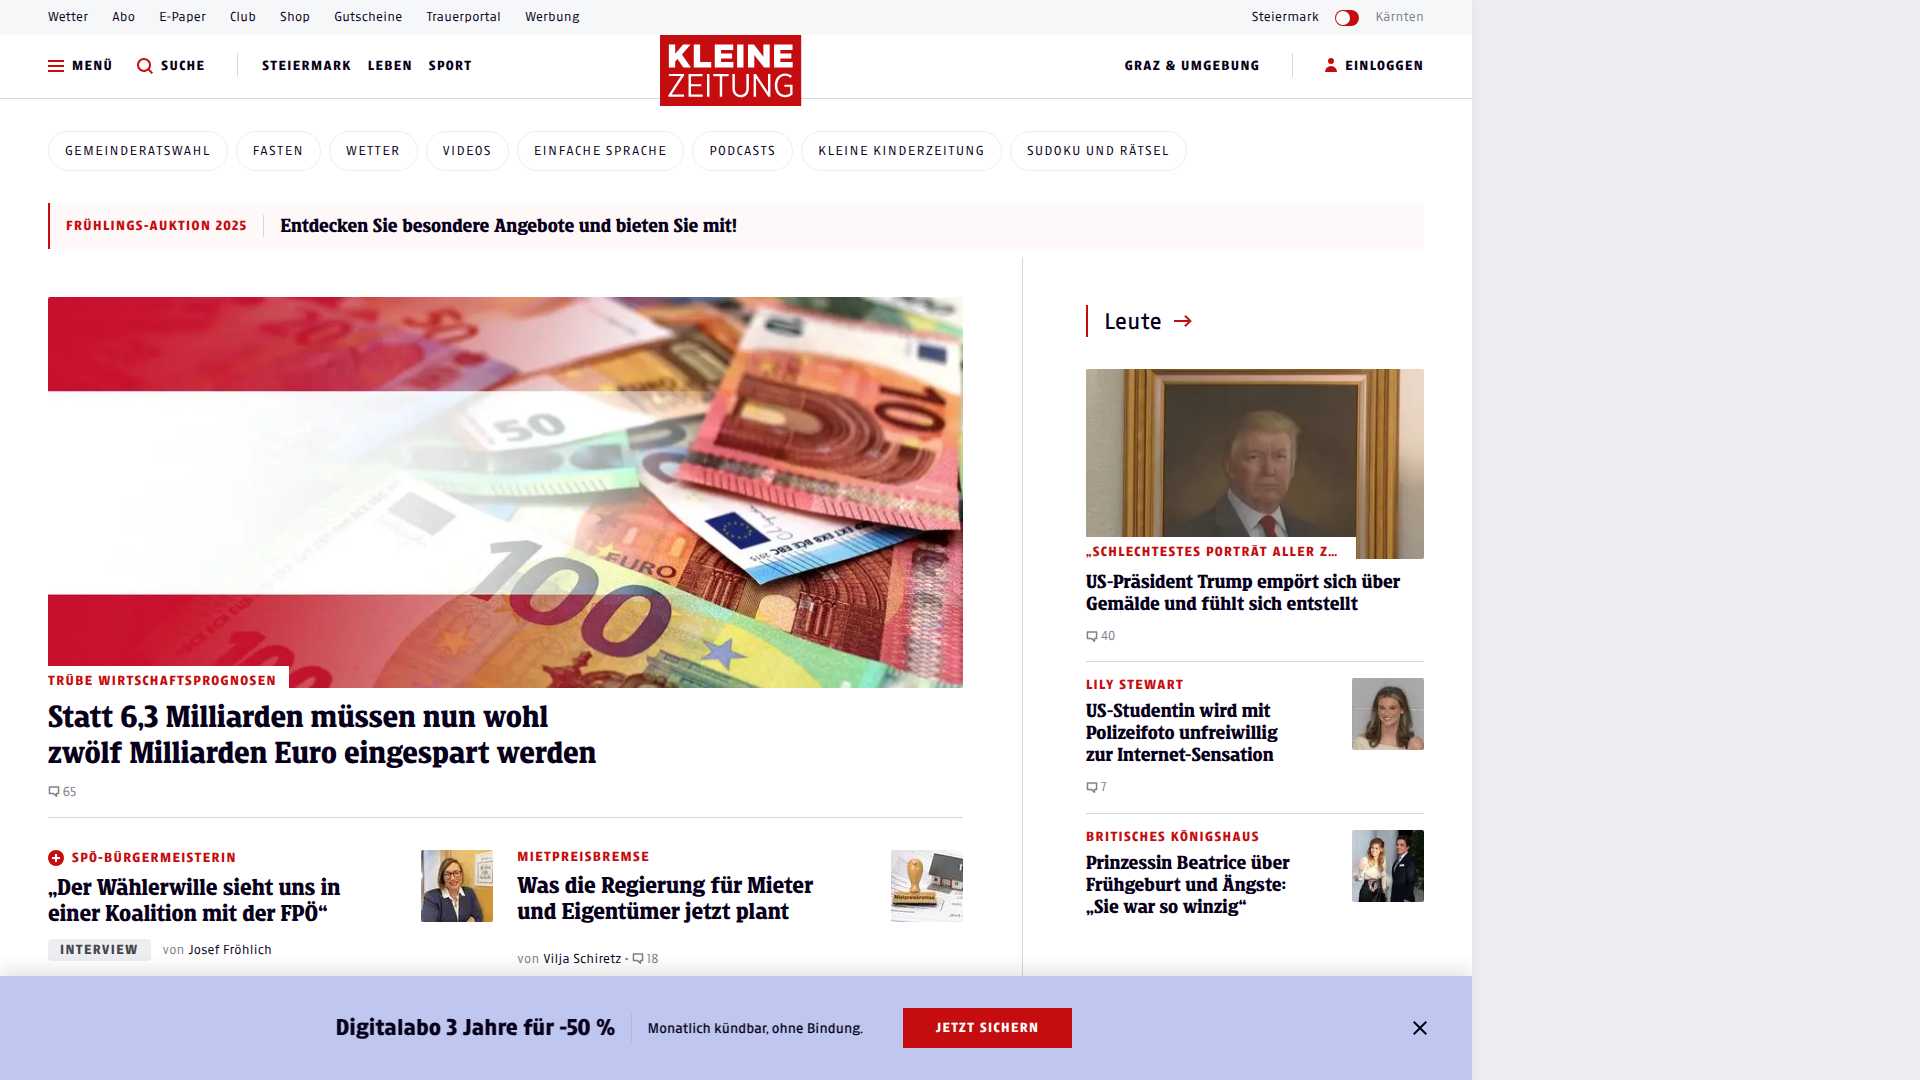 Wetter Abo E-Paper Club Shop Gutscheine Trauerportal Werbung Steiermark Kärnten
MENÜ SUCHE STEIERMARK LEBEN SPORT KLEINE ZEITUNG GRAZ & UMGEBUNG EINLOGGEN
GEMEINDERATSWAHL FASTEN WETTER VIDEOS EINFACHE SPRACHE PODCASTS KLEINE KINDERZEITUNG SUDOKU UND RÄTSEL
FRÜHLINGS-AUKTION 2025 Entdecken Sie besondere Angebote und bieten Sie mit!
TRÜBE WIRTSCHAFTSPROGNOSEN
Statt 6,3 Milliarden müssen nun wohl
zwölf Milliarden Euro eingespart werden
65
SPÖ-BÜRGERMEISTERIN
„Der Wählerwille sieht uns in
einer Koalition mit der FPÖ“
INTERVIEW von Josef Fröhlich
MIETPREISBREMSE
Was die Regierung für Mieter
und Eigentümer jetzt plant
von Vilja Schiretz • 18
Leute
„SCHLECHTESTES PORTRÄT ALLER Z…
US-Präsident Trump empört sich über
Gemälde und fühlt sich entstellt
40
LILY STEWART
US-Studentin wird mit
Polizeifoto unfreiwillig
zur Internet-Sensation
7
BRITISCHES KÖNIGSHAUS
Prinzessin Beatrice über
Frühgeburt und Ängste:
„Sie war so winzig“
Digitalabo 3 Jahre für -50 % Monatlich kündbar, ohne Bindung. JETZT SICHERN
50
10
10
100
EURO
Mietpreisbremse